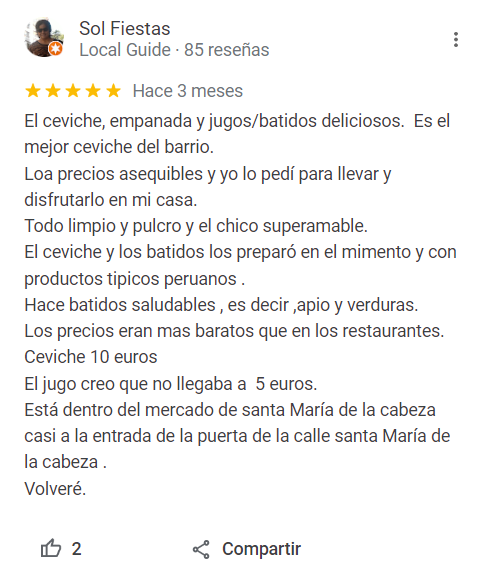 Sol Fiestas
Local Guide · 85 reseñas
Hace 3 meses
El ceviche, empanada y jugos/batidos deliciosos.  Es el
mejor ceviche del barrio.
Loa precios asequibles y yo lo pedí para llevar y
disfrutarlo en mi casa.
Todo limpio y pulcro y el chico superamable.
El ceviche y los batidos los preparó en el mimento y con
productos tipicos peruanos .
Hace batidos saludables , es decir ,apio y verduras.
Los precios eran mas baratos que en los restaurantes.
Ceviche 10 euros
El jugo creo que no llegaba a  5 euros.
Está dentro del mercado de santa María de la cabeza
casi a la entrada de la puerta de la calle santa María de
la cabeza .
Volveré.
2 Compartir